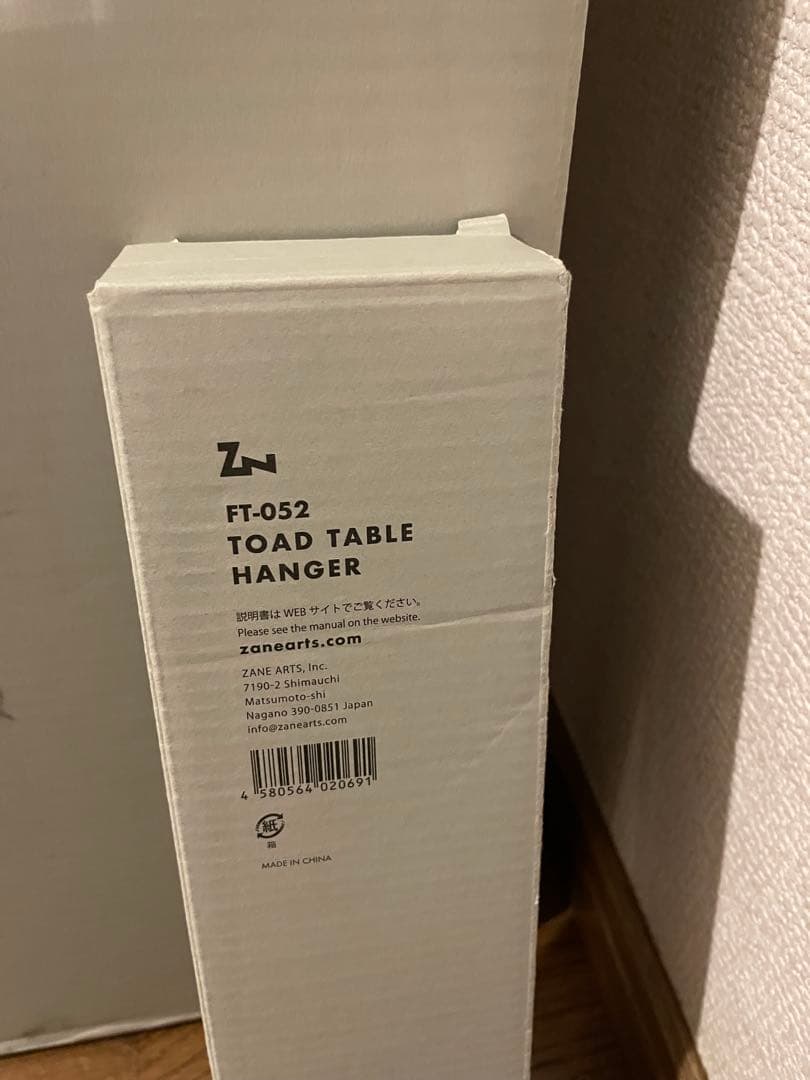 ZN
FT-052
TOAD TABLE
HANGER
説明書は WEB サイトでご覧ください。
Please see the manual on the website.
zanearts.com
ZANE ARTS, Inc.
7190-2 Shimauchi
Matsumoto-shi
Nagano 390-0851 Japan
info@zanearts.com
4 580564 020691
紙
箱
MADE IN CHINA